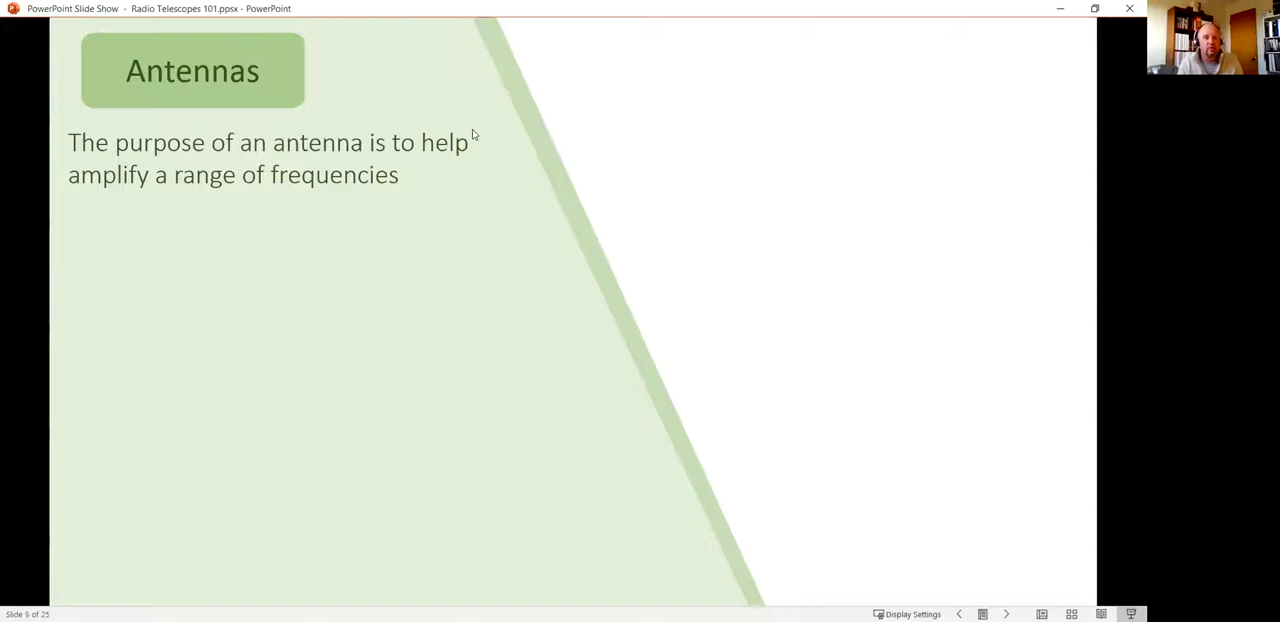 PowerPoint Slide Show - Radio Telescopes 101.ppsx - PowerPoint
Antennas
The purpose of an antenna is to help
amplify a range of frequencies
Slide 9 of 25
Display Settings